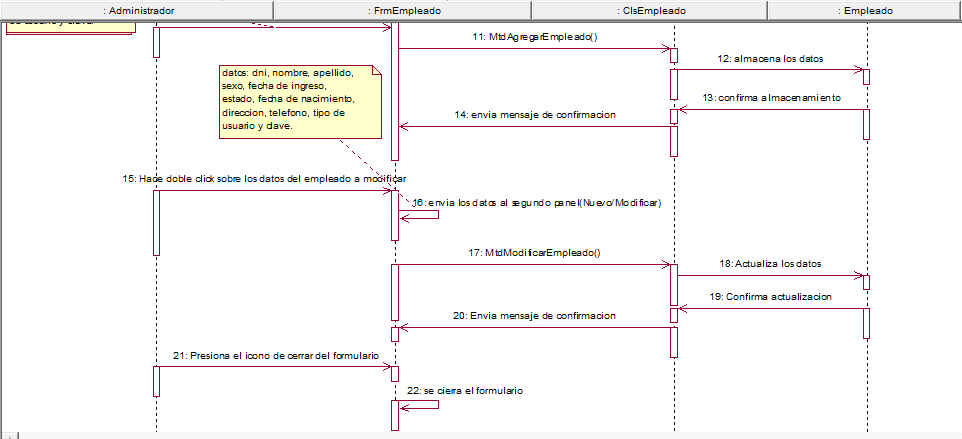 : Administrador
: FrmEmpleado
: ClsEmpleado
: Empleado
11: MtdAgregarEmpleado()
12: almacena los datos
datos: dni, nombre, apellido,
sexo, fecha de ingreso,
estado, fecha de nacimiento,
direccion, telefono, tipo de
usuario y clave.
13: confirma almacenamiento
14: envia mensaje de confirmacion
15: Hace doble click sobre los datos del empleado a modificar
16: envia los datos al segundo panel(Nuevo/Modificar)
17: MtdModificarEmpleado()
18: Actualiza los datos
19: Confirma actualizacion
20: Envia mensaje de confirmacion
21: Presiona el icono de cerrar del formulario
22: se cierra el formulario